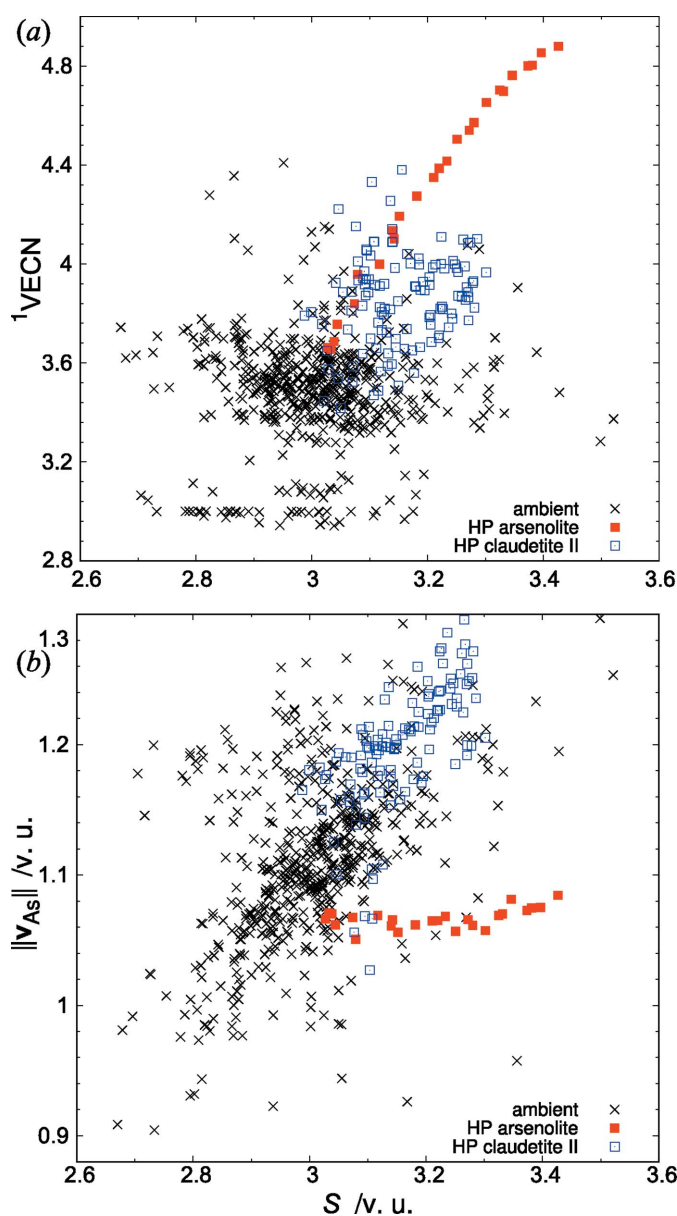 (a)
4.8
4.4
4
3.6
3.2
2.8
¹VECN
ambient
HP arsenolite
HP claudetite II
2.6 2.8 3 3.2 3.4 3.6
(b)
1.3
1.2
1.1
1
0.9
||vAs|| /v. u.
ambient
HP arsenolite
HP claudetite II
2.6 2.8 3 3.2 3.4 3.6
S /v. u.